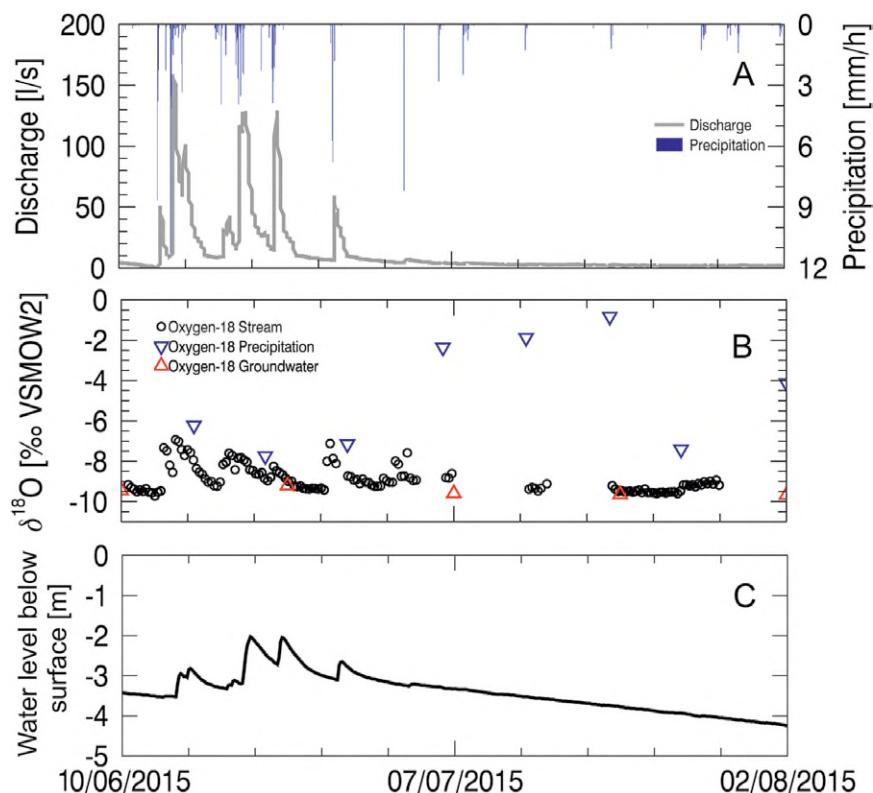 A
Discharge [l/s]
200
150
100
50
0
Precipitation [mm/h]
0
3
6
9
12
Discharge
Precipitation
B
δ18O [‰ VSMOW2]
0
-2
-4
-6
-8
-10
Oxygen-18 Stream
Oxygen-18 Precipitation
Oxygen-18 Groundwater
C
Water level below
surface [m]
0
-1
-2
-3
-4
-5
10/06/2015 07/07/2015 02/08/2015